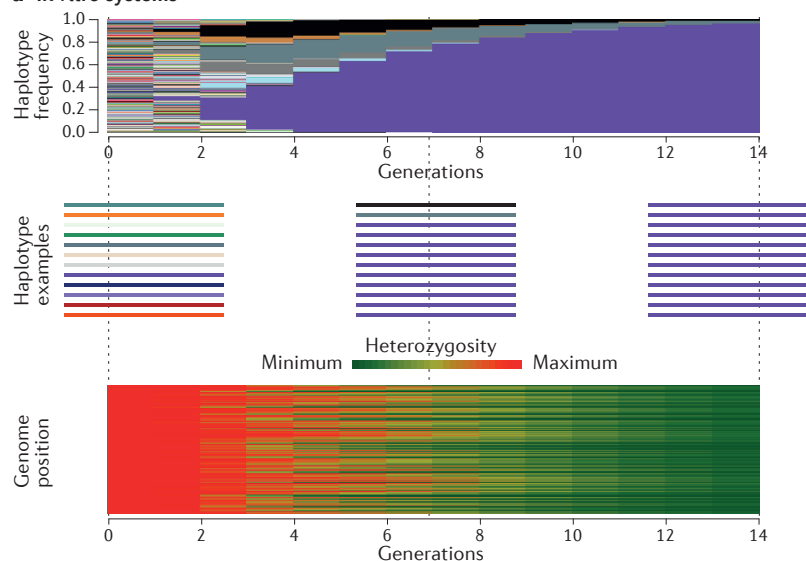 1.0
0.8
0.6
0.4
0.2
0.0
Haplotype
frequency
0 2 4 6 8 10 12 14
Generations
Haplotype
examples
Heterozygosity
Minimum Maximum
Genome
position
0 2 4 6 8 10 12 14
Generations